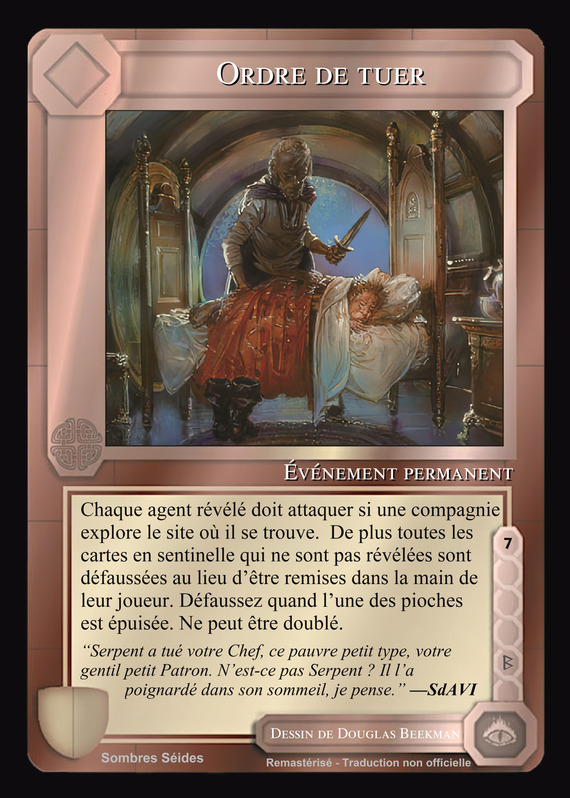 Ordre de tuer
Événement permanent
Chaque agent révélé doit attaquer si une compagnie
explore le site où il se trouve.  De plus toutes les
cartes en sentinelle qui ne sont pas révélées sont
défaussées au lieu d'être remises dans la main de
leur joueur. Défaussez quand l'une des pioches
est épuisée. Ne peut être doublé.
7
“Serpent a tué votre Chef, ce pauvre petit type, votre
gentil petit Patron. N'est-ce pas Serpent ? Il l'a
poignardé dans son sommeil, je pense.” —SdAVI
ᛒ
Dessin de Douglas Beekman
Sombres Séides
Remastérisé - Traduction non officielle